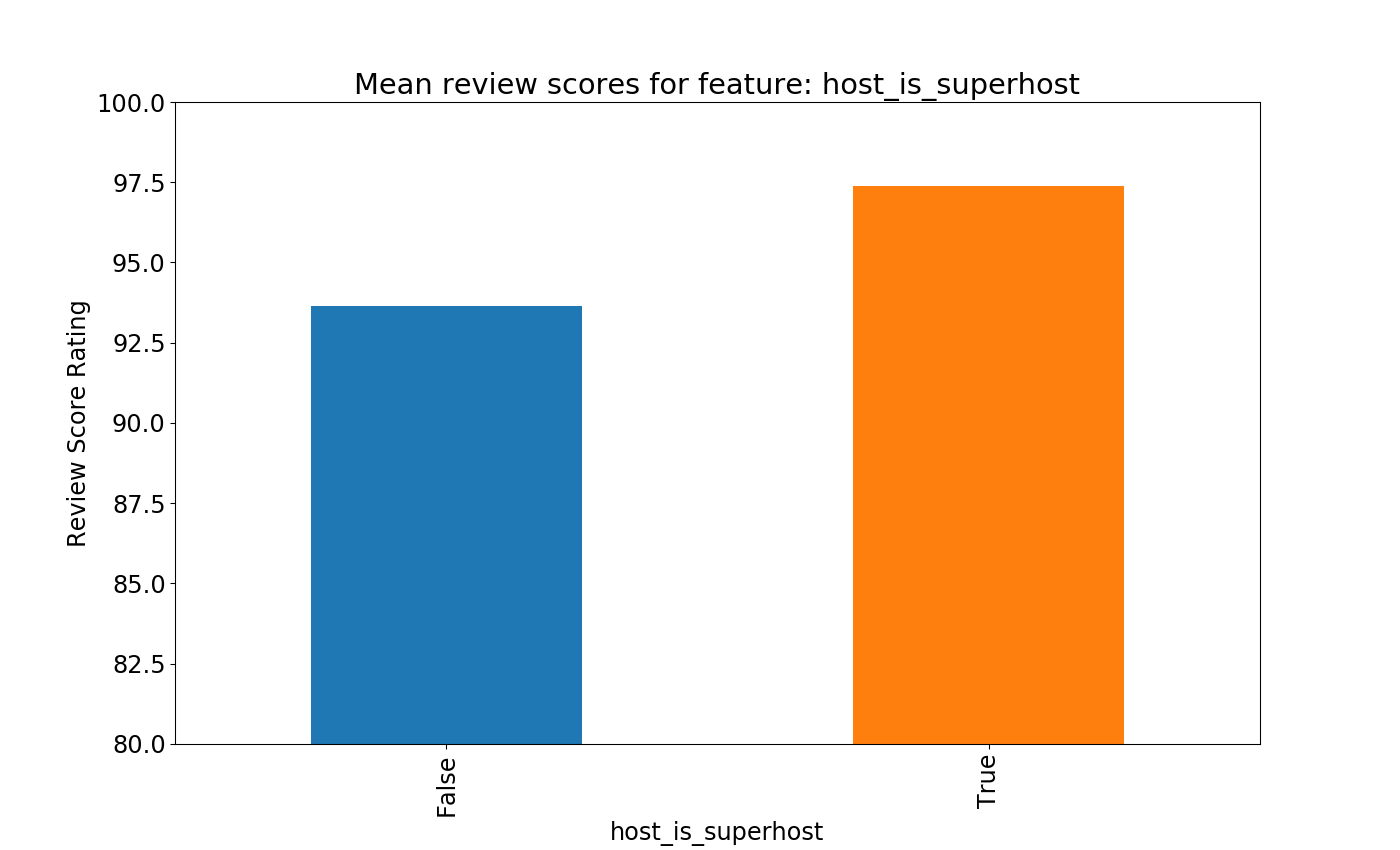 Mean review scores for feature: host_is_superhost
100.0
97.5
95.0
92.5
90.0
87.5
85.0
82.5
80.0
Review Score Rating
False
True
host_is_superhost